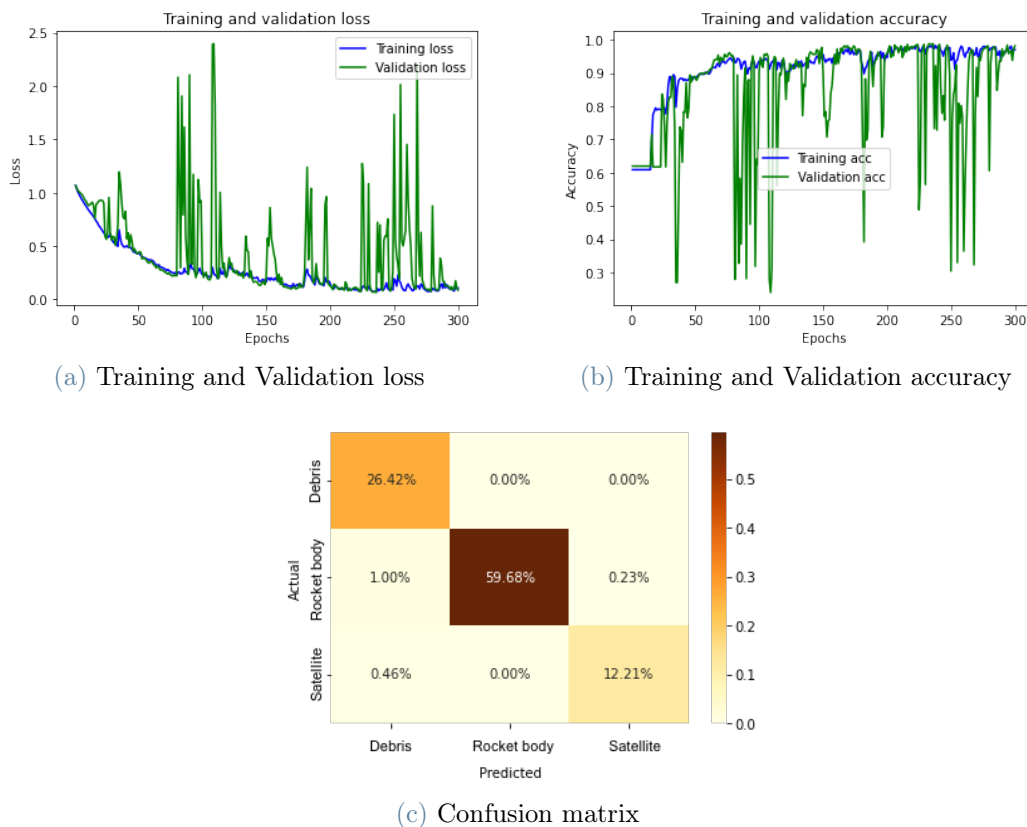 Training and validation loss
2.5
2.0
1.5
1.0
0.5
0.0
Loss
Training loss
Validation loss
0 50 100 150 200 250 300
Epochs
(a) Training and Validation loss
Training and validation accuracy
1.0
0.9
0.8
0.7
0.6
0.5
0.4
0.3
Accuracy
Training acc
Validation acc
0 50 100 150 200 250 300
Epochs
(b) Training and Validation accuracy
Actual
Debris
Rocket body
Satellite
26.42% 0.00% 0.00%
1.00% 59.68% 0.23%
0.46% 0.00% 12.21%
Debris Rocket body Satellite
Predicted
0.5
0.4
0.3
0.2
0.1
0.0
(c) Confusion matrix